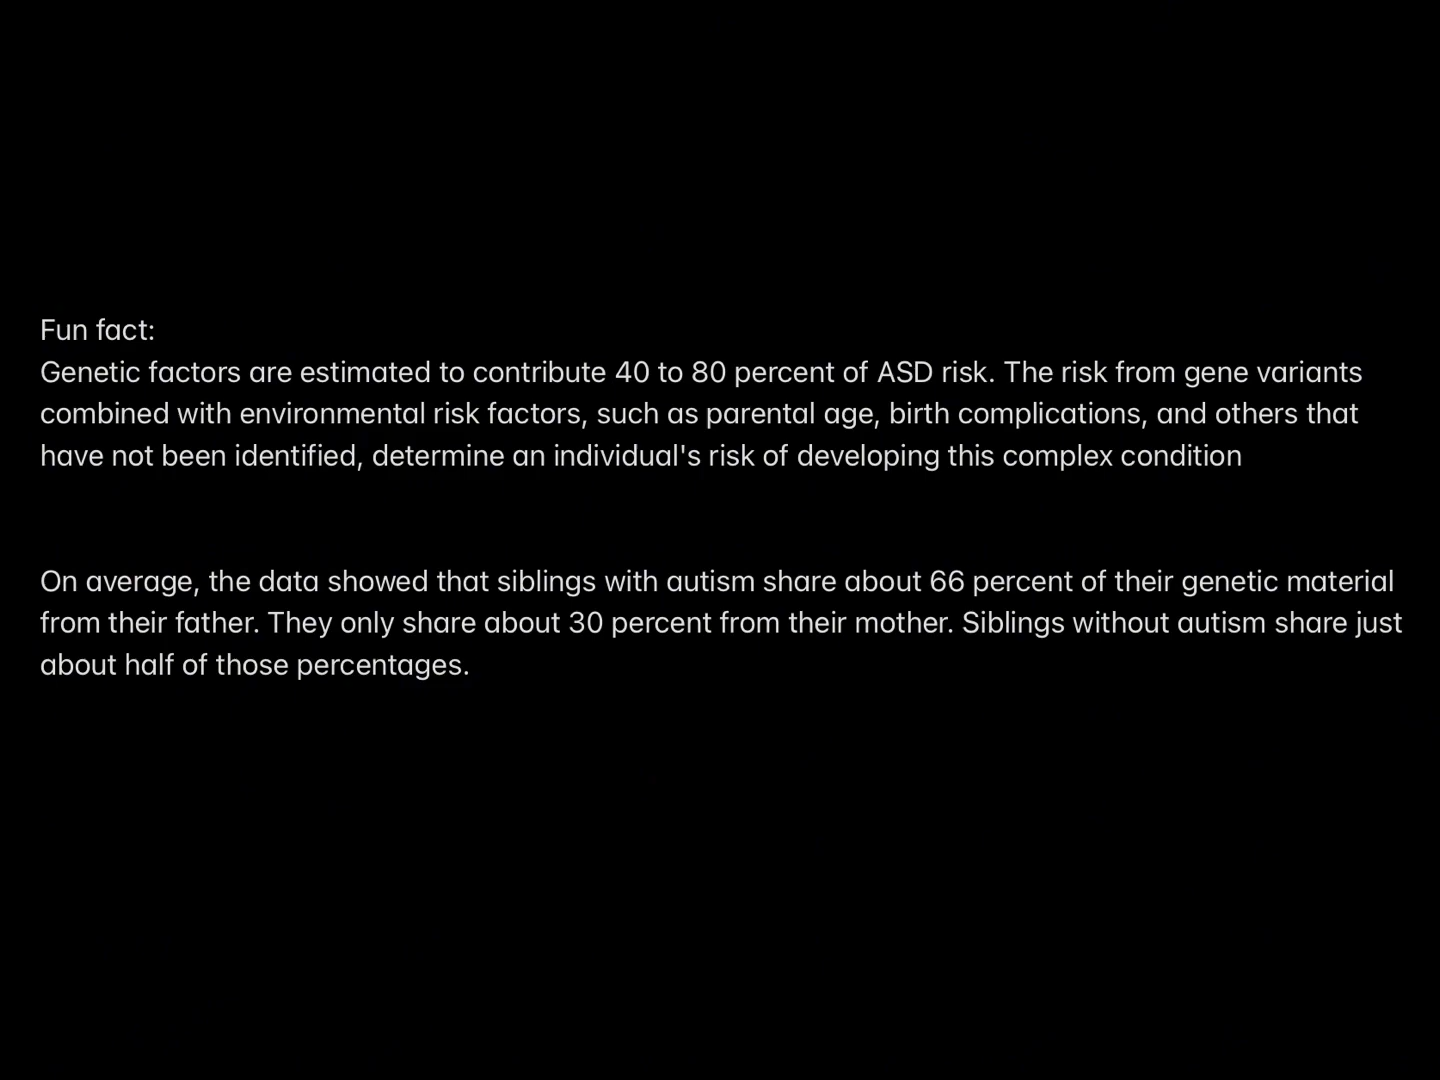 Fun fact:
Genetic factors are estimated to contribute 40 to 80 percent of ASD risk. The risk from gene variants
combined with environmental risk factors, such as parental age, birth complications, and others that
have not been identified, determine an individual's risk of developing this complex condition
On average, the data showed that siblings with autism share about 66 percent of their genetic material
from their father. They only share about 30 percent from their mother. Siblings without autism share just
about half of those percentages.